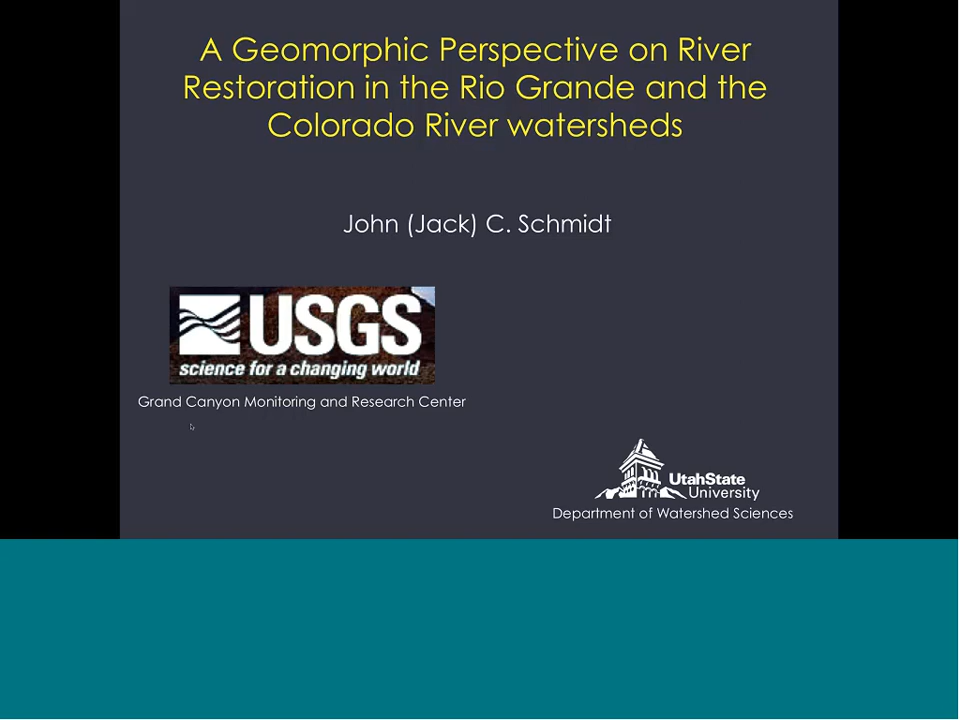 A Geomorphic Perspective on River
Restoration in the Rio Grande and the
Colorado River watersheds
John (Jack) C. Schmidt
USGS
science for a changing world
Grand Canyon Monitoring and Research Center
UtahState
University
Department of Watershed Sciences